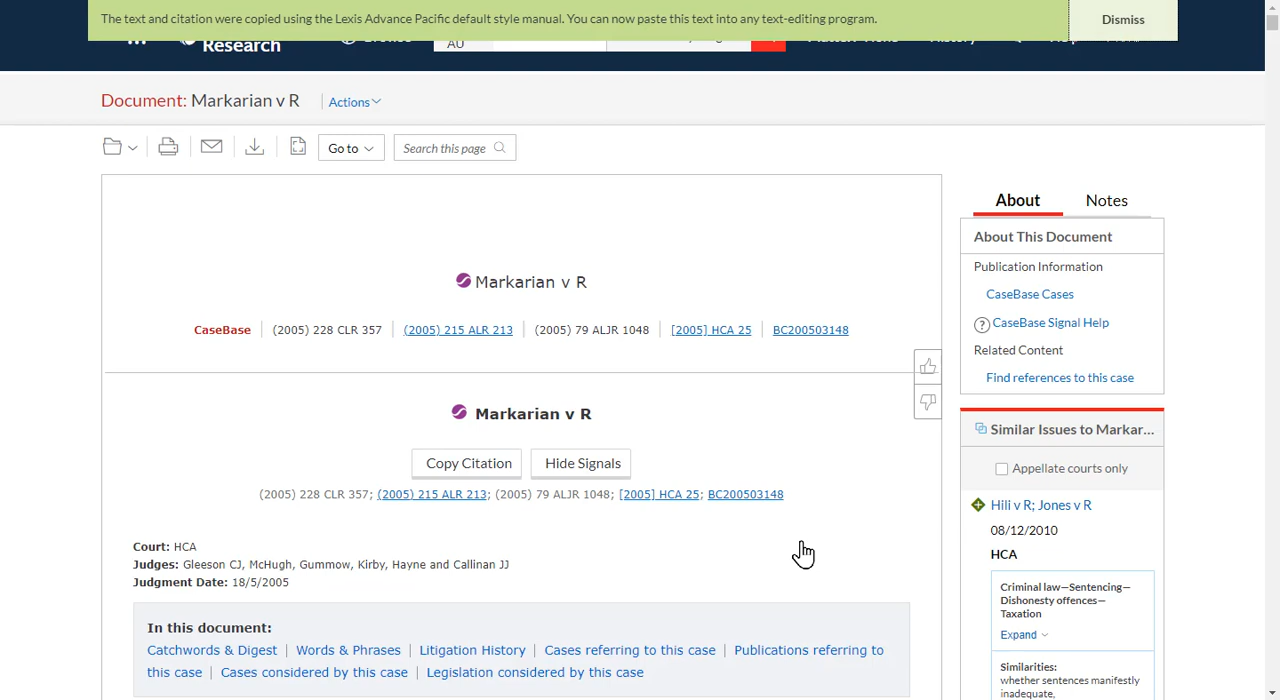 The text and citation were copied using the Lexis Advance Pacific default style manual. You can now paste this text into any text-editing program.
Dismiss
Research
AU
Document: Markarian v R
Actions
Go to
Search this page
Markarian v R
CaseBase (2005) 228 CLR 357 (2005) 215 ALR 213 (2005) 79 ALJR 1048 [2005] HCA 25 BC200503148
Markarian v R
Copy Citation
Hide Signals
(2005) 228 CLR 357; (2005) 215 ALR 213; (2005) 79 ALJR 1048; [2005] HCA 25; BC200503148
Court: HCA
Judges: Gleeson CJ, McHugh, Gummow, Kirby, Hayne and Callinan JJ
Judgment Date: 18/5/2005
In this document:
Catchwords & Digest | Words & Phrases | Litigation History | Cases referring to this case | Publications referring to
this case | Cases considered by this case | Legislation considered by this case
About
Notes
About This Document
Publication Information
CaseBase Cases
? CaseBase Signal Help
Related Content
Find references to this case
Similar Issues to Markar...
Appellate courts only
Hili v R; Jones v R
08/12/2010
HCA
Criminal law—Sentencing—
Dishonesty offences—
Taxation
Expand
Similarities:
whether sentences manifestly
inadequate,